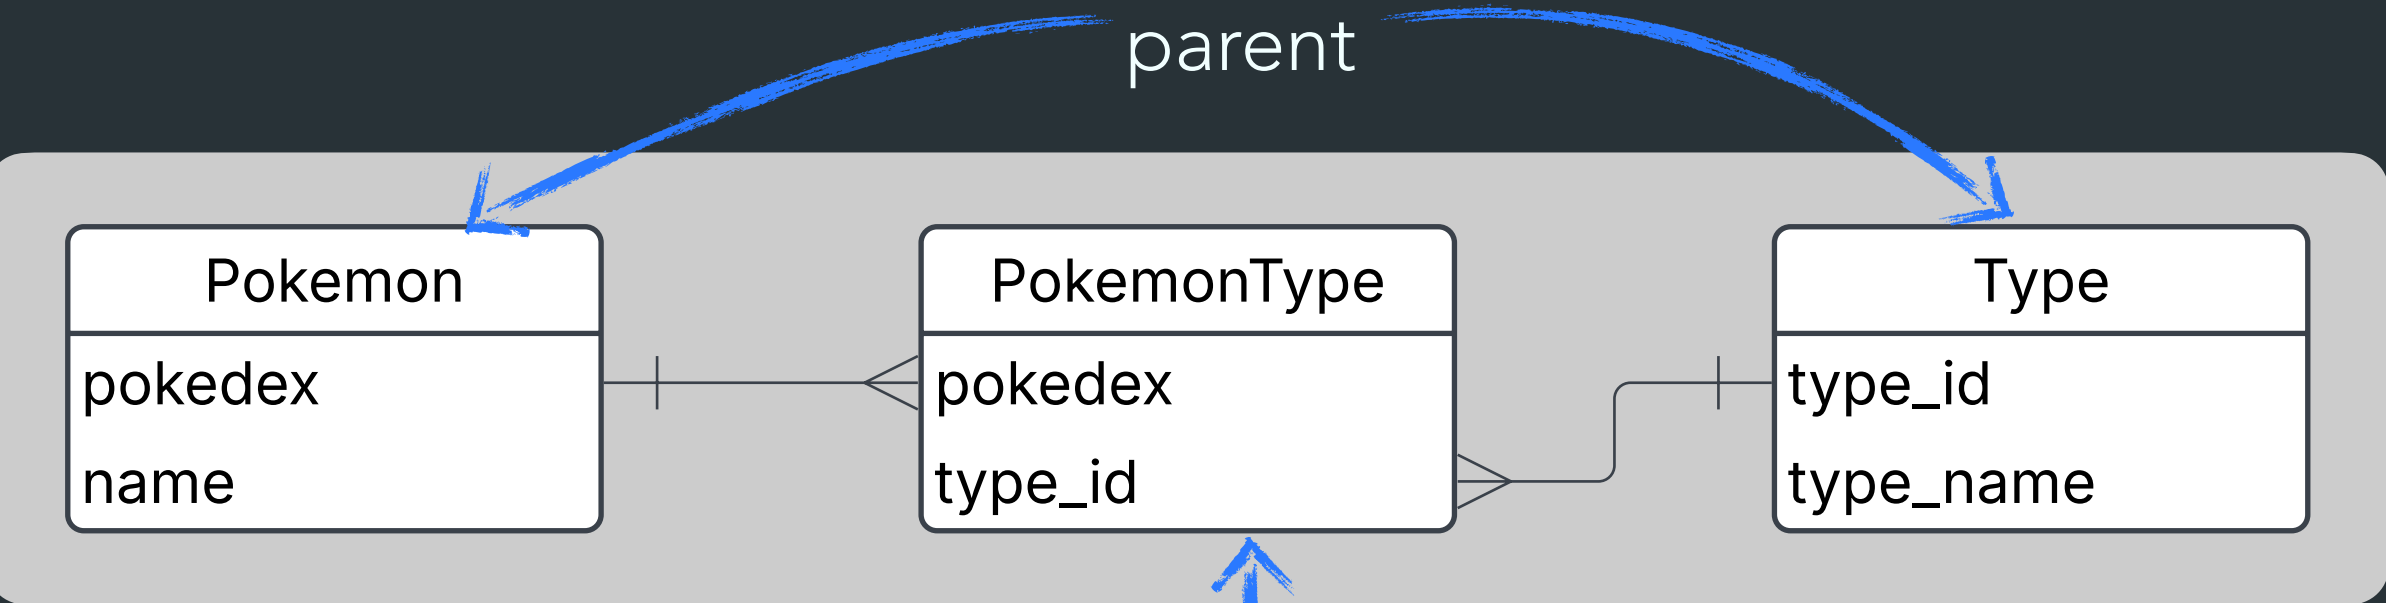 parent
Pokemon
pokedex
name
PokemonType
pokedex
type_id
Type
type_id
type_name